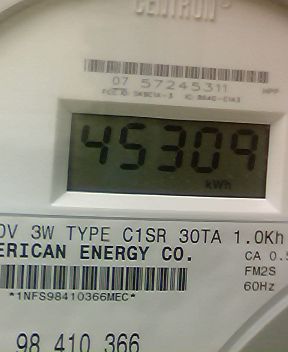 CENTRON®
07 57245311
45309
kWh
0V 3W TYPE C1SR 30TA 1.0Kh
ERICAN ENERGY CO.
CA 0.5
FM2S
*1NFS98410366MEC*
60Hz
98 410 366